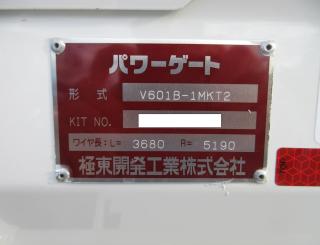 パワーゲート
形式 V601B-1MKT2
KIT NO.
ワイヤ長：L= 3680 R= 5190
極東開発工業株式会社